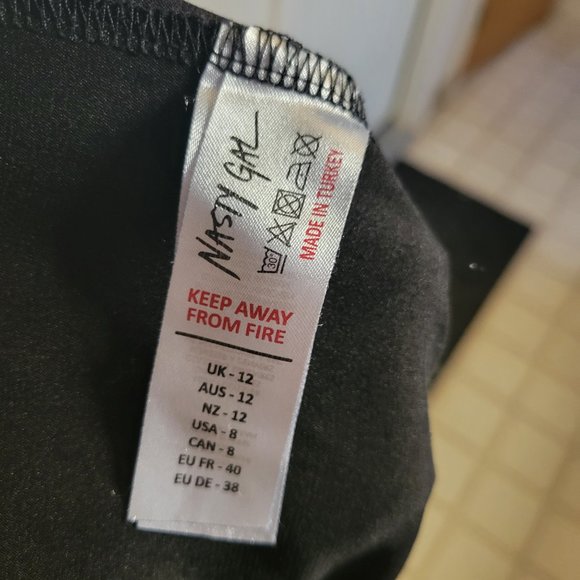 NASTY GAL
30°
MADE IN TURKEY
KEEP AWAY
FROM FIRE
UK - 12
AUS - 12
NZ - 12
USA - 8
CAN - 8
EU FR - 40
EU DE - 38